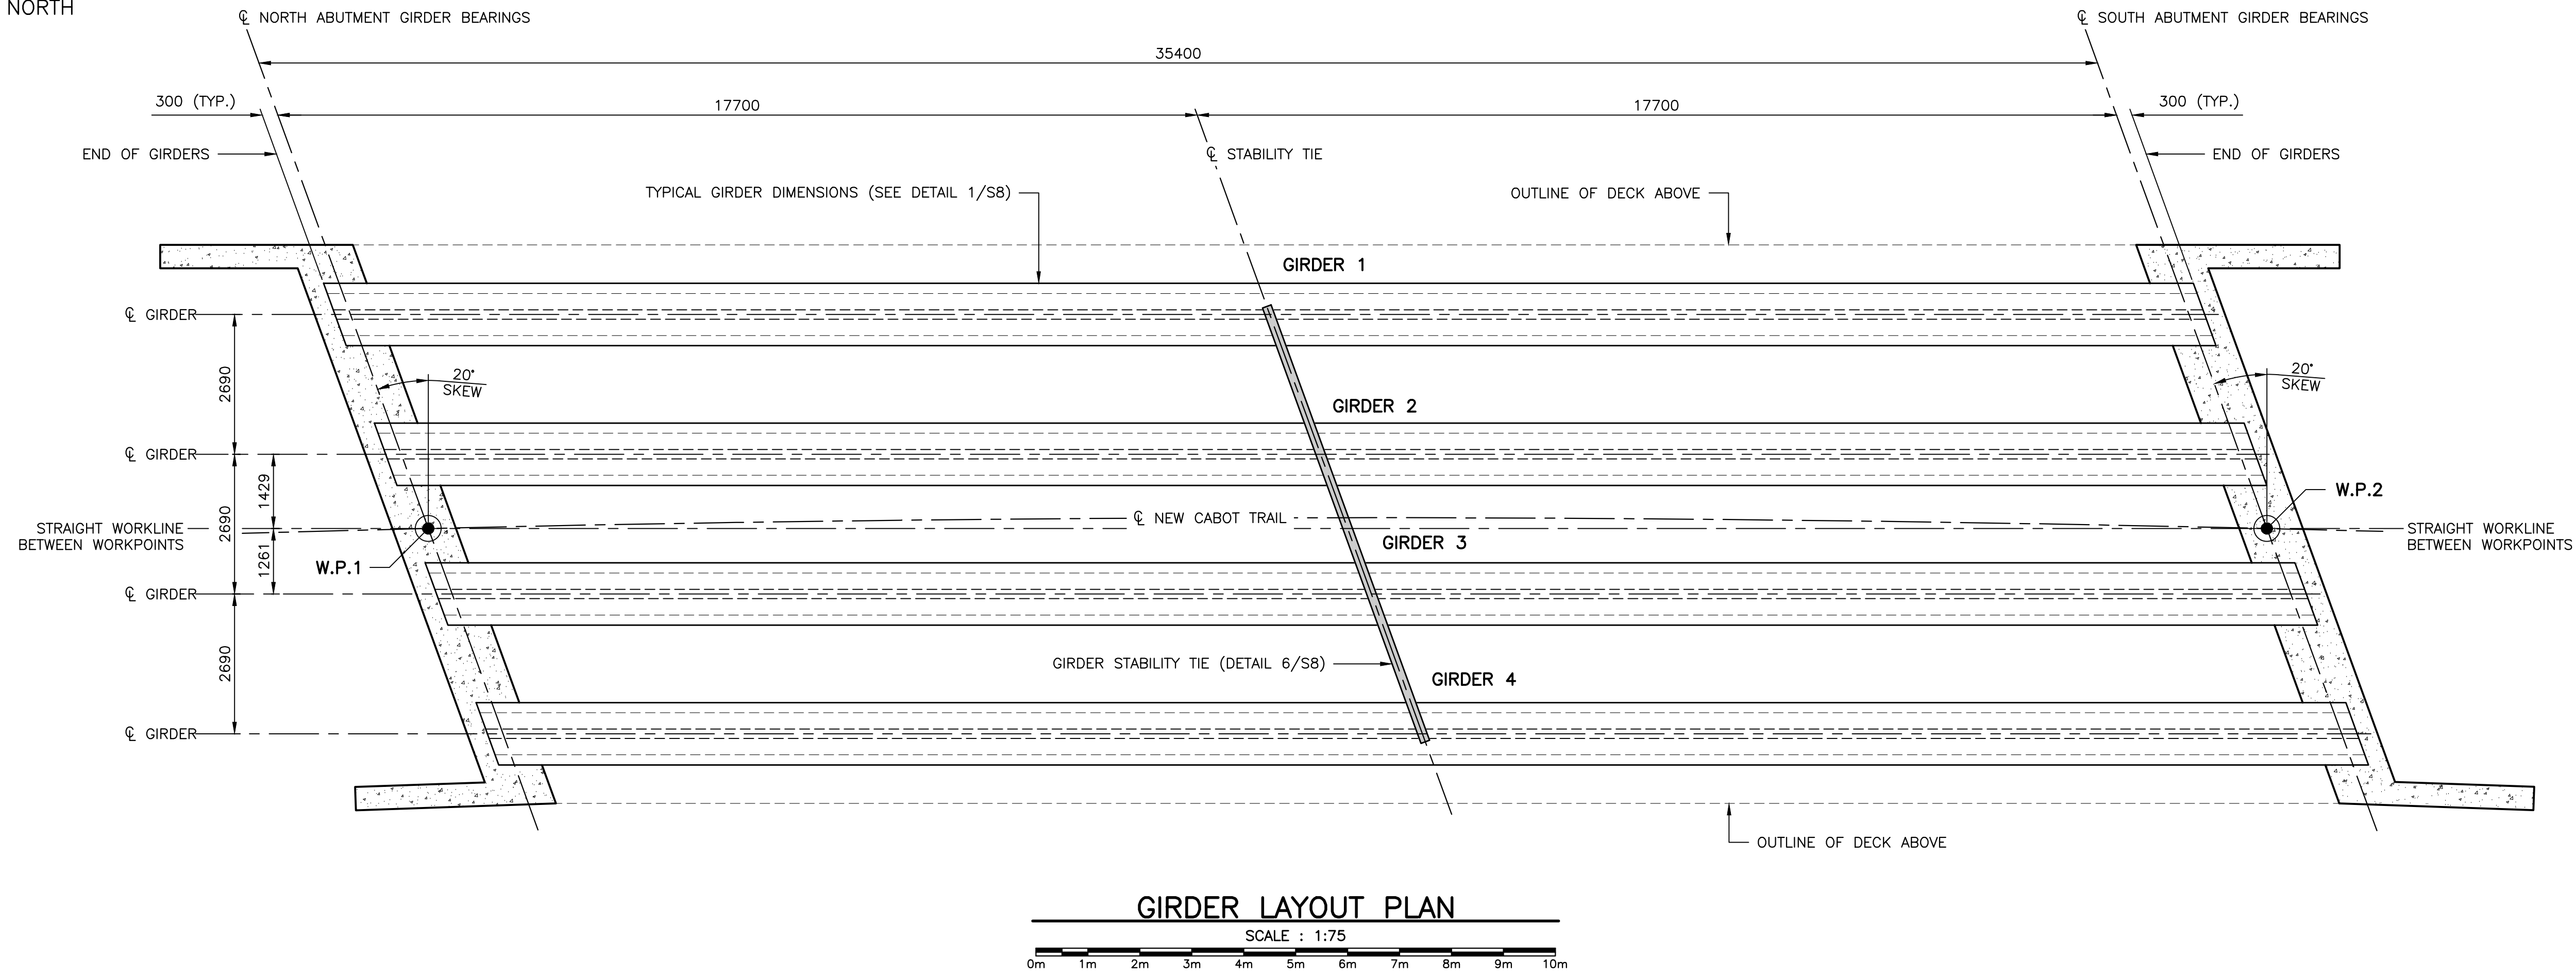 NORTH
℄ NORTH ABUTMENT GIRDER BEARINGS
℄ SOUTH ABUTMENT GIRDER BEARINGS
35400
300 (TYP.)
17700
17700
300 (TYP.)
END OF GIRDERS
℄ STABILITY TIE
END OF GIRDERS
TYPICAL GIRDER DIMENSIONS (SEE DETAIL 1/S8)
OUTLINE OF DECK ABOVE
GIRDER 1
℄ GIRDER
2690
20°
SKEW
20°
SKEW
GIRDER 2
℄ GIRDER
1429
2690
W.P.2
STRAIGHT WORKLINE
BETWEEN WORKPOINTS
℄ NEW CABOT TRAIL
STRAIGHT WORKLINE
BETWEEN WORKPOINTS
GIRDER 3
1261
W.P.1
℄ GIRDER
2690
GIRDER STABILITY TIE (DETAIL 6/S8)
GIRDER 4
℄ GIRDER
OUTLINE OF DECK ABOVE
GIRDER LAYOUT PLAN
SCALE : 1:75
0m 1m 2m 3m 4m 5m 6m 7m 8m 9m 10m